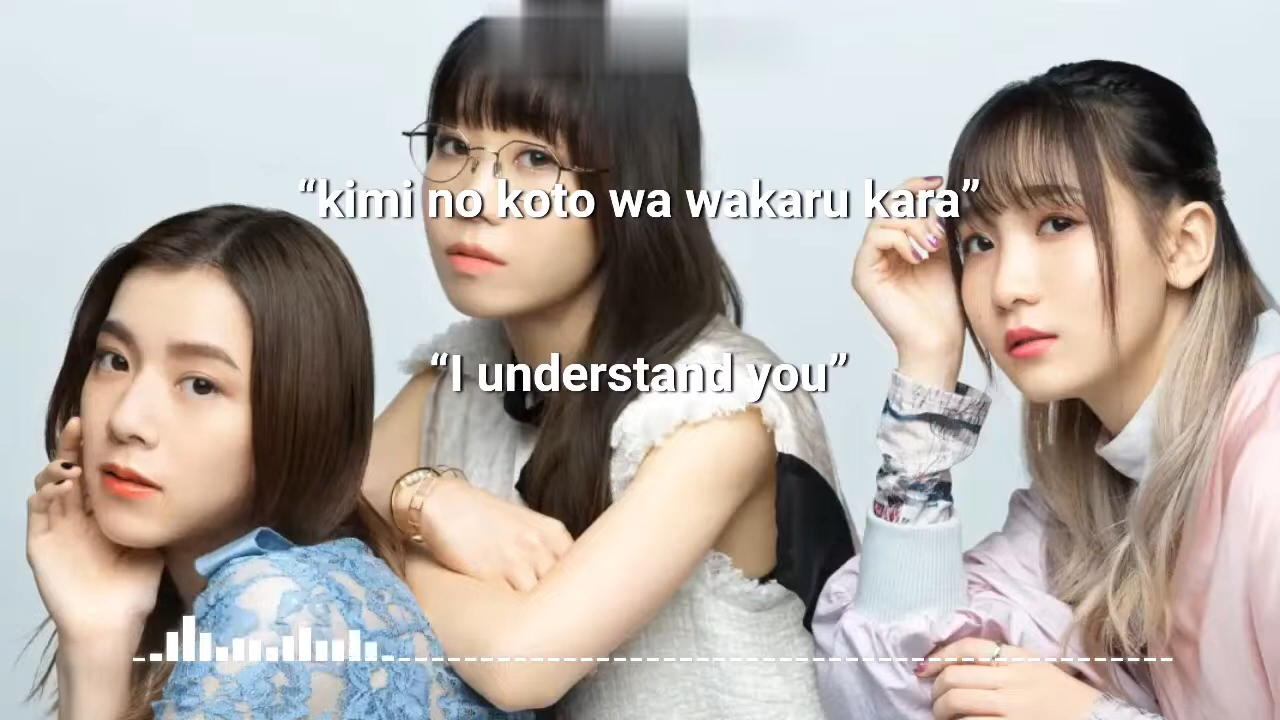 “kimi no koto wa wakaru kara”
“I understand you”